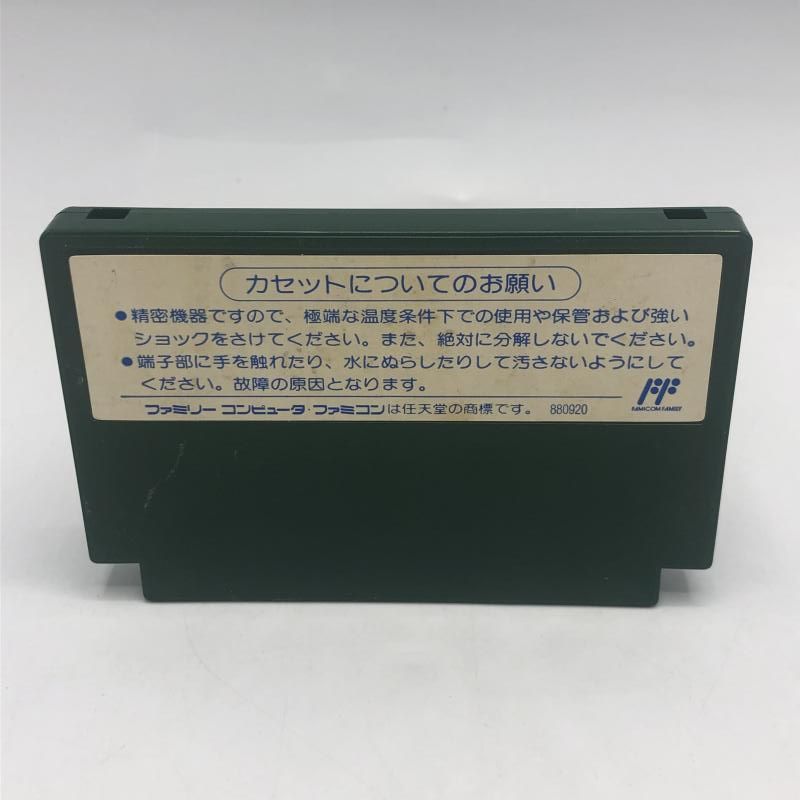 カセットについてのお願い
●精密機器ですので、極端な温度条件下での使用や保管および強い
ショックをさけてください。また、絶対に分解しないでください。
●端子部に手を触れたり、水にぬらしたりして汚さないようにして
ください。故障の原因となります。
ファミリー コンピュータ・ファミコンは任天堂の商標です。 880920
FAMICOM FAMILY